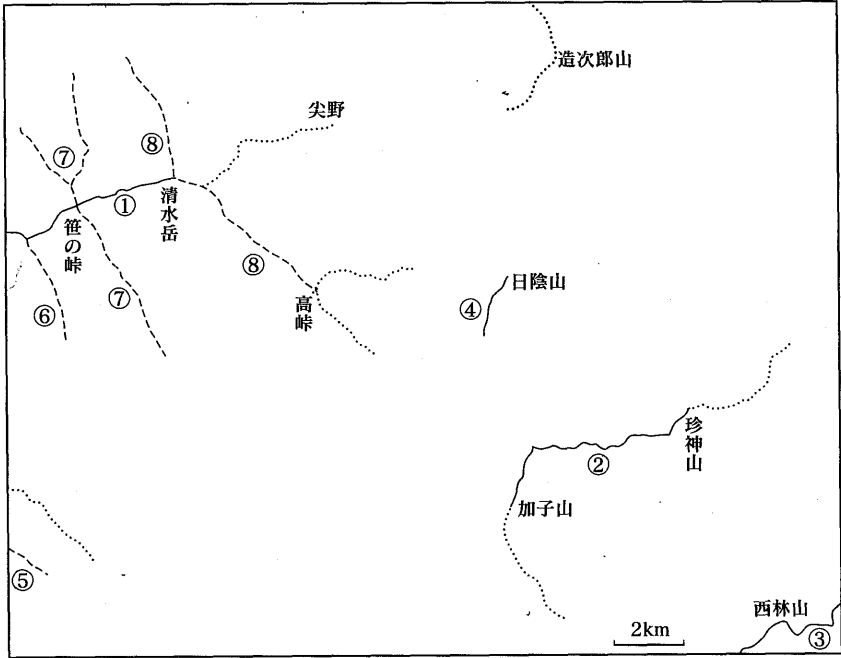 造次郎山
尖野
⑦
⑧
①
清水岳
笹の峠
⑧
⑥
⑦
高峠
④
日陰山
珍神山
②
加子山
⑤
西林山
2km
③